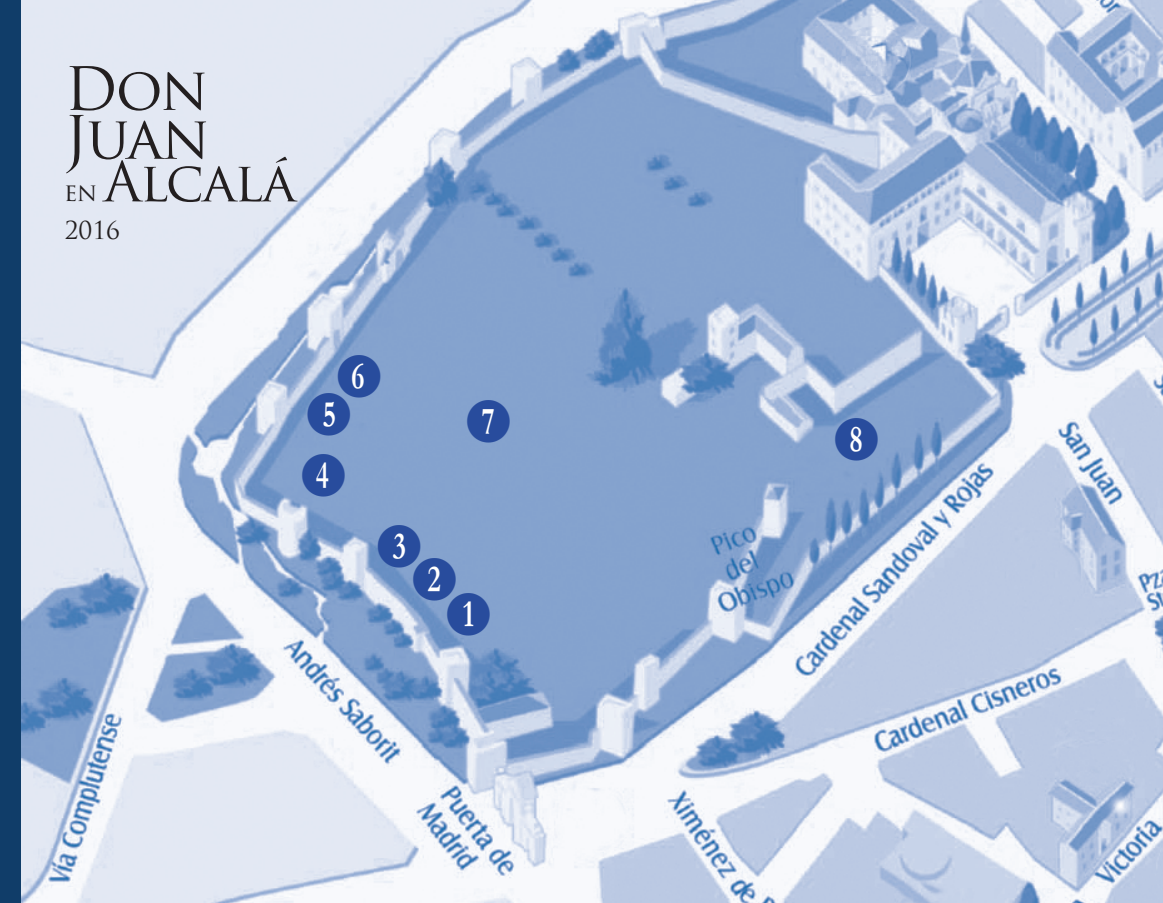 DON
JUAN
EN ALCALÁ
2016
6
5
7
8
4
3
2
1
Pico
del
Obispo
San Juan
Cardenal Sandoval y Rojas
Andrés Saborit
Cardenal Cisneros
Vía Complutense
Puerta de
Madrid
Ximénez de
Victoria